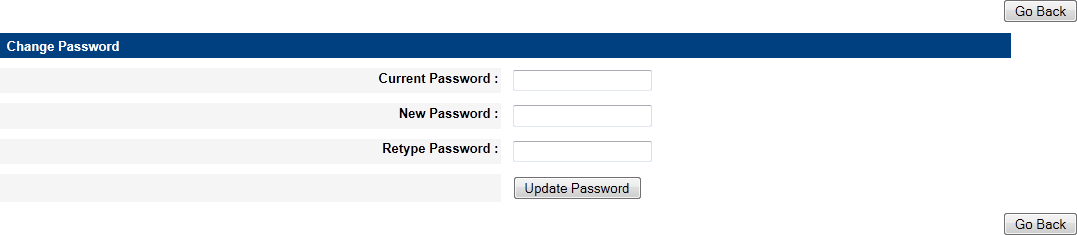 Go Back
Change Password
Current Password :
New Password :
Retype Password :
Update Password
Go Back